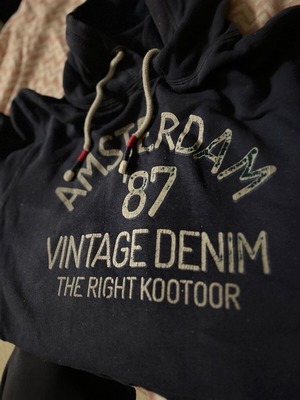 AMSTERDAM
'87
VINTAGE DENIM
THE RIGHT KOOTOOR